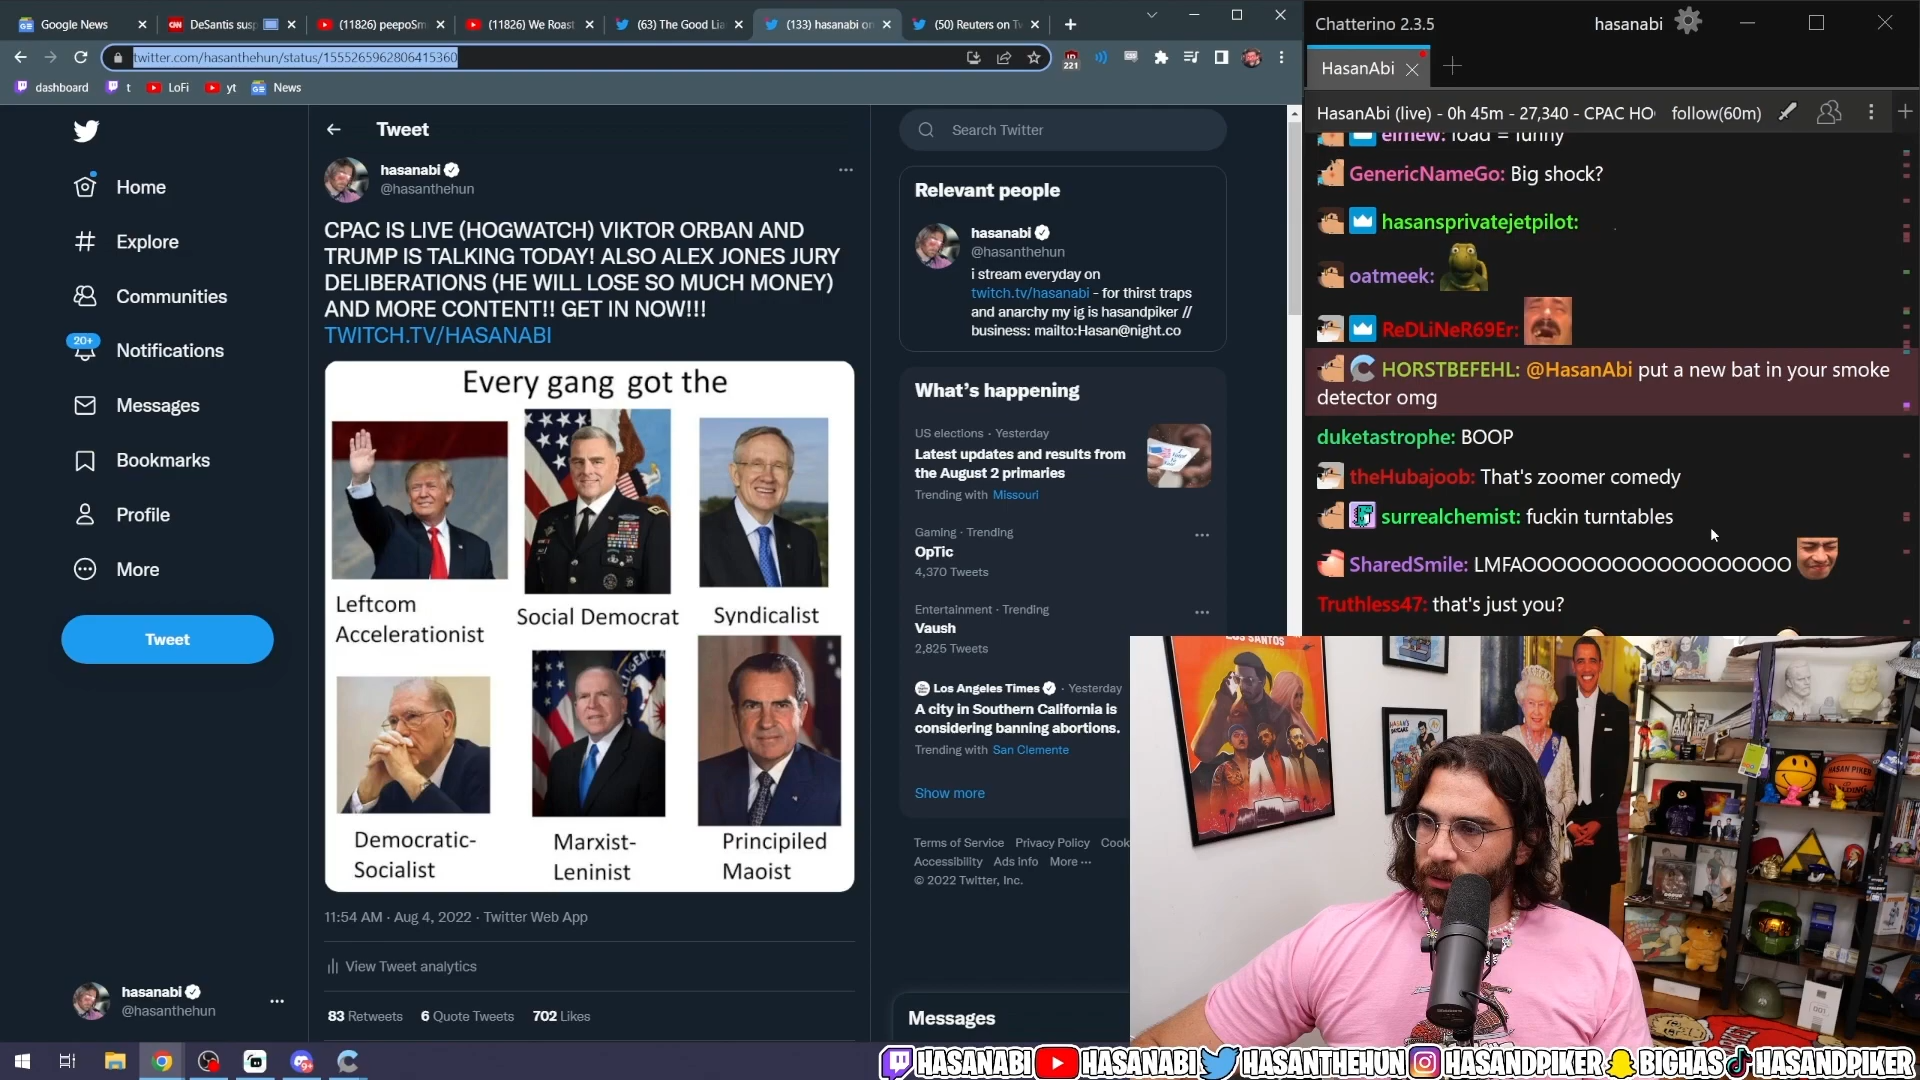 Google News
DeSantis sus
(11826) peepoSm
(11826) We Roast
(63) The Good Lia
(133) hasanabi on
(50) Reuters on Tw
twitter.com/hasanthehun/status/1555265962806415360
221
dashboard
t
LoFi
yt
News
Home
Explore
Communities
20+
Notifications
Messages
Bookmarks
Profile
More
Tweet
hasanabi
@hasanthehun
Tweet
hasanabi
@hasanthehun
CPAC IS LIVE (HOGWATCH) VIKTOR ORBAN AND
TRUMP IS TALKING TODAY! ALSO ALEX JONES JURY
DELIBERATIONS (HE WILL LOSE SO MUCH MONEY)
AND MORE CONTENT!! GET IN NOW!!!
TWITCH.TV/HASANABI
Every gang got the
Leftcom
Accelerationist
Social Democrat
Syndicalist
Democratic-
Socialist
Marxist-
Leninist
Principiled
Maoist
11:54 AM · Aug 4, 2022 · Twitter Web App
View Tweet analytics
83 Retweets 6 Quote Tweets 702 Likes
Search Twitter
Relevant people
hasanabi
@hasanthehun
i stream everyday on
twitch.tv/hasanabi - for thirst traps
and anarchy my ig is hasandpiker //
business: mailto:Hasan@night.co
What's happening
US elections · Yesterday
Latest updates and results from
the August 2 primaries
Trending with Missouri
Gaming · Trending
OpTic
4,370 Tweets
Entertainment · Trending
Vaush
2,825 Tweets
Los Angeles Times · Yesterday
A city in Southern California is
considering banning abortions.
Trending with San Clemente
Show more
Terms of Service Privacy Policy Cook
Accessibility Ads info More ···
© 2022 Twitter, Inc.
Messages
Chatterino 2.3.5
hasanabi
HasanAbi
HasanAbi (live) - 0h 45m - 27,340 - CPAC HO
follow(60m)
elmew: load = funny
GenericNameGo: Big shock?
hasansprivatejetpilot:
oatmeek:
ReDLiNeR69Er:
HORSTBEFEHL: @HasanAbi put a new bat in your smoke
detector omg
duketastrophe: BOOP
theHubajoob: That's zoomer comedy
surrealchemist: fuckin turntables
SharedSmile: LMFAOOOOOOOOOOOOOOOOOO
Truthless47: that's just you?
LOS SANTOS
HASAN PIKER
HASANABI HASANABI HASANTHEHUN HASANDPIKER BIGHAS HASANDPIKER